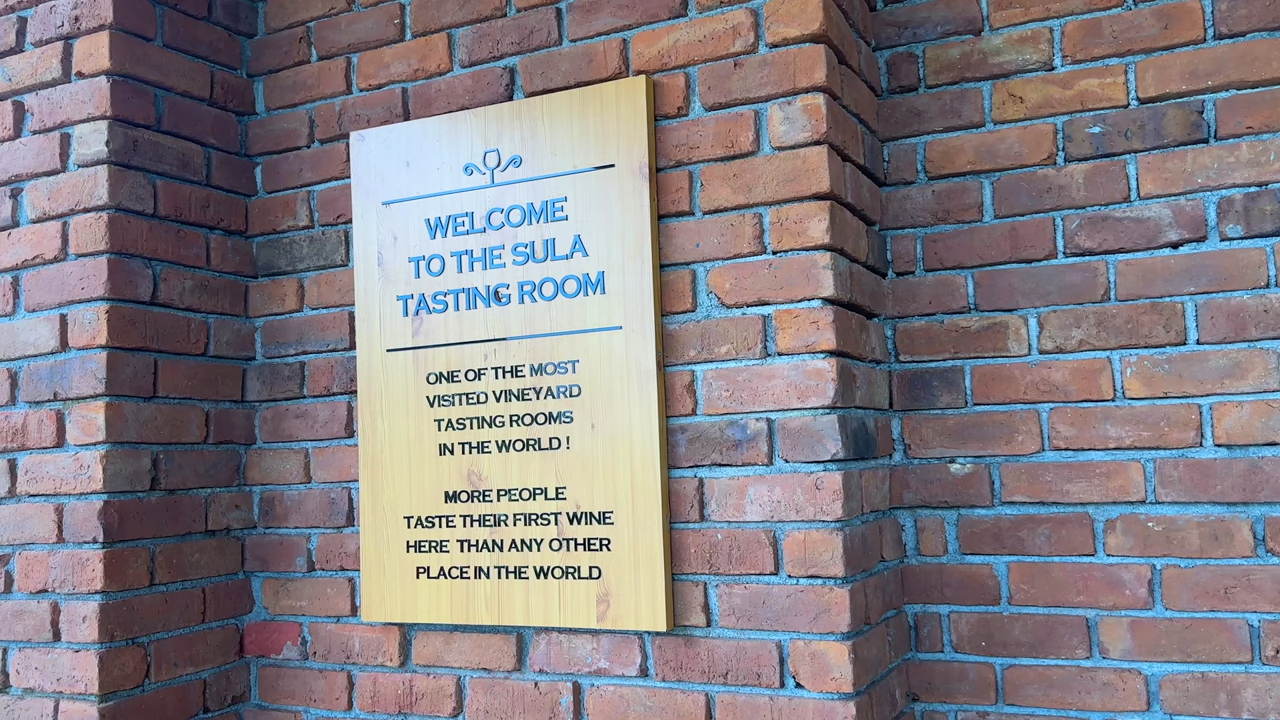 WELCOME
TO THE SULA
TASTING ROOM
ONE OF THE MOST
VISITED VINEYARD
TASTING ROOMS
IN THE WORLD !
MORE PEOPLE
TASTE THEIR FIRST WINE
HERE THAN ANY OTHER
PLACE IN THE WORLD